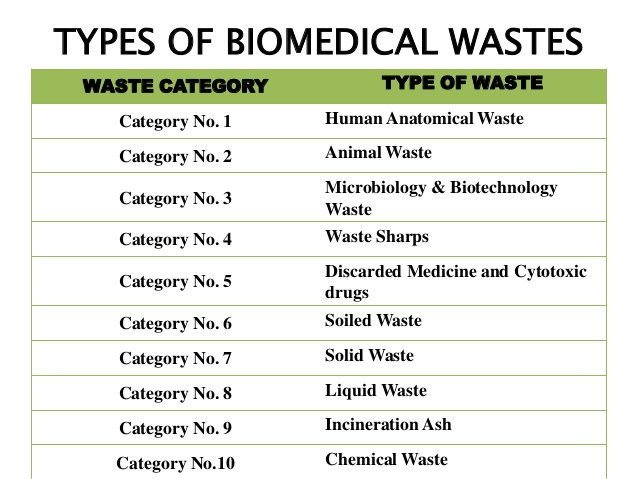 TYPES OF BIOMEDICAL WASTES
WASTE CATEGORY TYPE OF WASTE
Category No. 1 Human Anatomical Waste
Category No. 2 Animal Waste
Category No. 3 Microbiology & Biotechnology
Waste
Category No. 4 Waste Sharps
Category No. 5 Discarded Medicine and Cytotoxic
drugs
Category No. 6 Soiled Waste
Category No. 7 Solid Waste
Category No. 8 Liquid Waste
Category No. 9 Incineration Ash
Category No.10 Chemical Waste